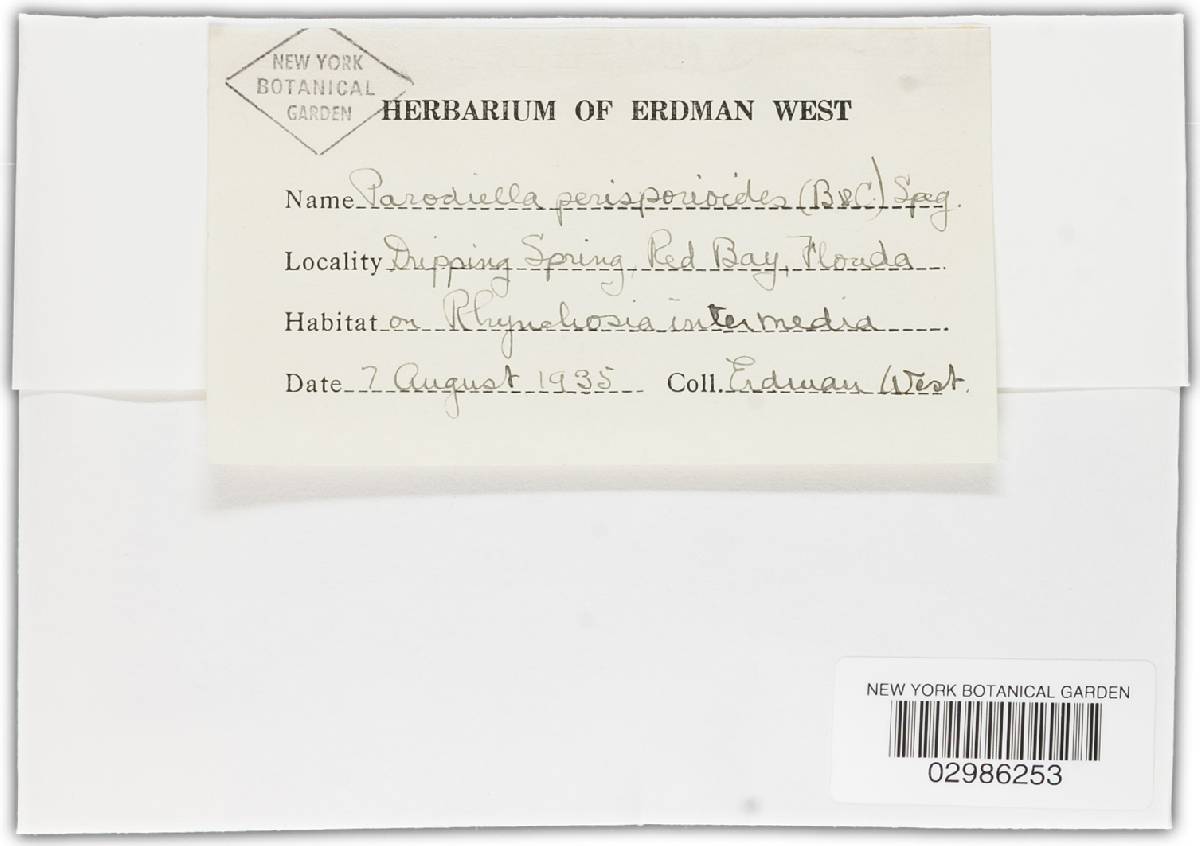 NEW YORK
BOTANICAL
GARDEN
HERBARIUM OF ERDMAN WEST
Name Parodiella perisporioides (B&C) Speg.
Locality Dripping Spring, Red Bay, Florida
Habitat on Rhynchosia intermedia
Date 7 August 1935 Coll. Erdman West.
NEW YORK BOTANICAL GARDEN
02986253